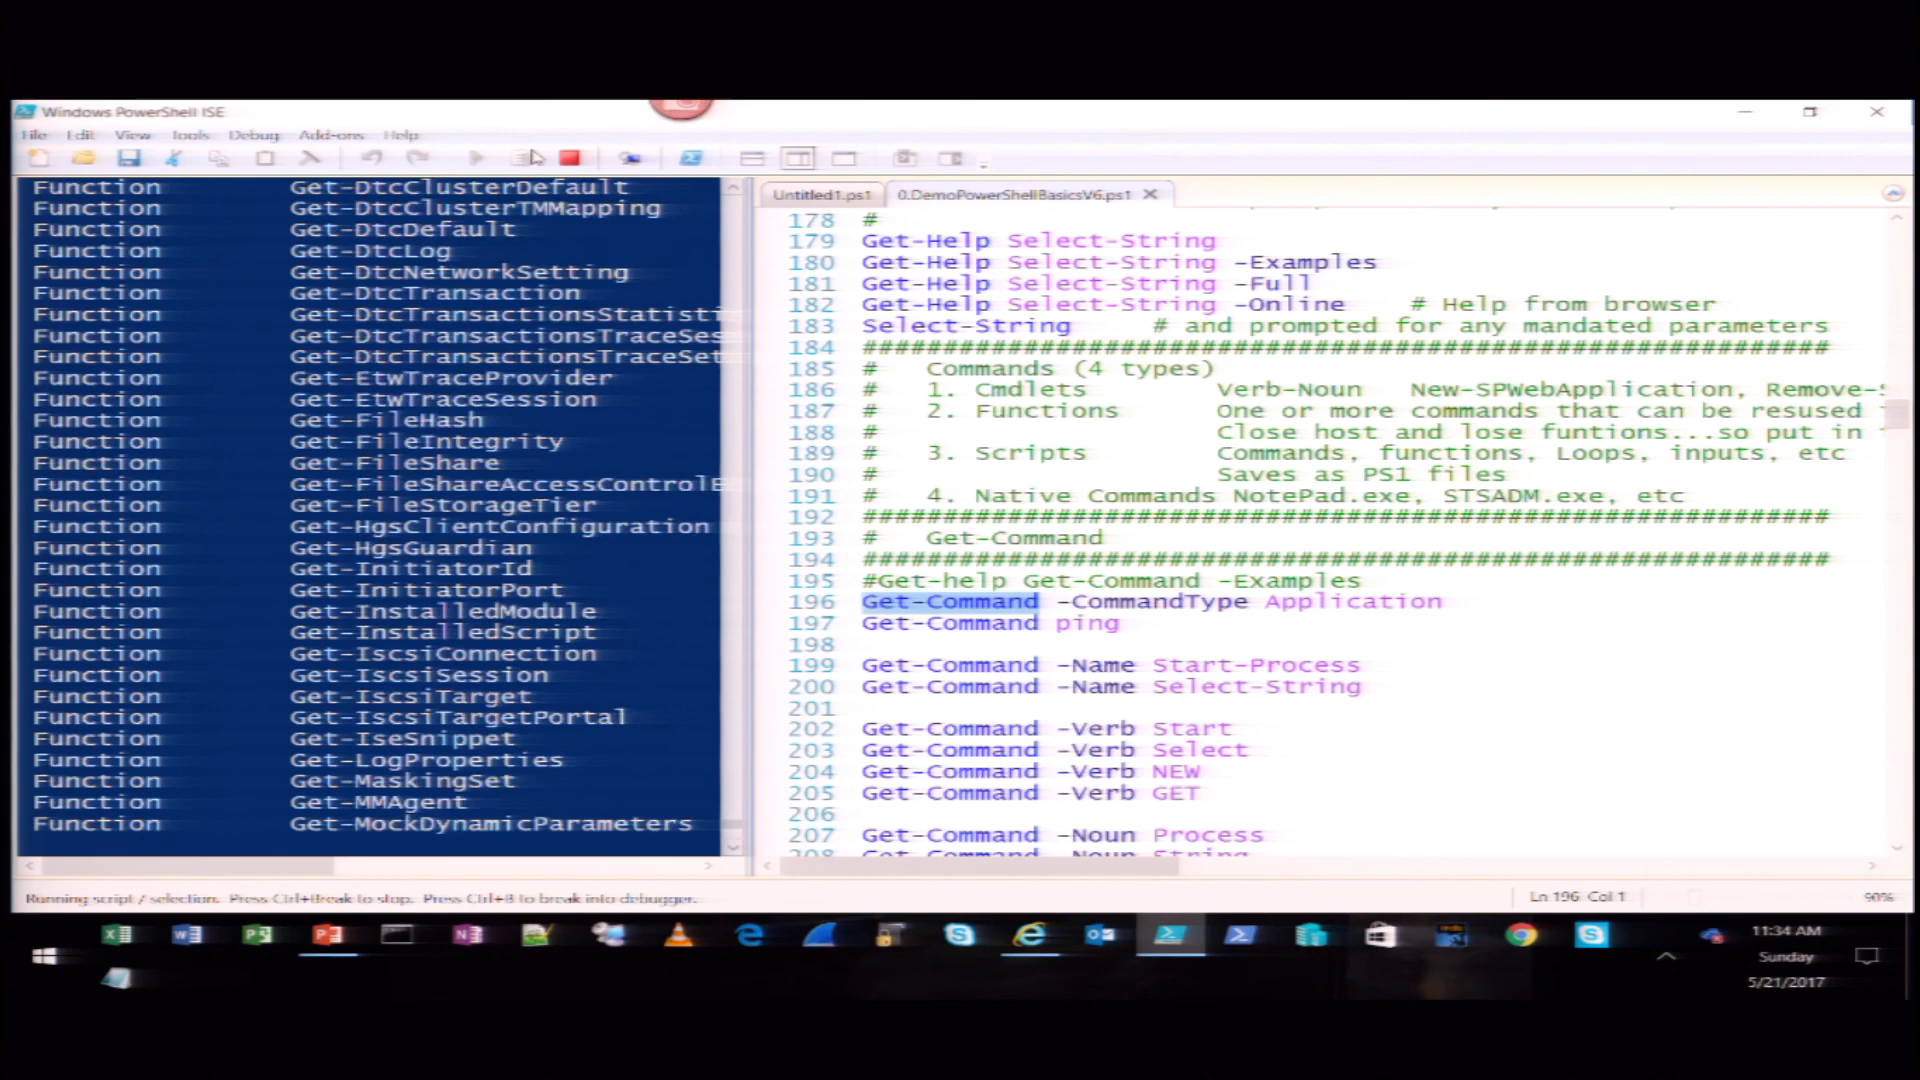 Windows PowerShell ISE
File Edit View Tools Debug Add-ons Help
Function Get-DtcClusterDefault
Function Get-DtcClusterTMMapping
Function Get-DtcDefault
Function Get-DtcLog
Function Get-DtcNetworkSetting
Function Get-DtcTransaction
Function Get-DtcTransactionsStatisti
Function Get-DtcTransactionsTraceSes
Function Get-DtcTransactionsTraceSet
Function Get-EtwTraceProvider
Function Get-EtwTraceSession
Function Get-FileHash
Function Get-FileIntegrity
Function Get-FileShare
Function Get-FileShareAccessControlE
Function Get-FileStorageTier
Function Get-HgsClientConfiguration
Function Get-HgsGuardian
Function Get-InitiatorId
Function Get-InitiatorPort
Function Get-InstalledModule
Function Get-InstalledScript
Function Get-IscsiConnection
Function Get-IscsiSession
Function Get-IscsiTarget
Function Get-IscsiTargetPortal
Function Get-IseSnippet
Function Get-LogProperties
Function Get-MaskingSet
Function Get-MMAgent
Function Get-MockDynamicParameters
Untitled1.ps1 0.DemoPowerShellBasicsV6.ps1
178 #
179 Get-Help Select-String
180 Get-Help Select-String -Examples
181 Get-Help Select-String -Full
182 Get-Help Select-String -Online # Help from browser
183 Select-String # and prompted for any mandated parameters
184 ############################################################
185 # Commands (4 types)
186 # 1. Cmdlets Verb-Noun New-SPWebApplication, Remove-S
187 # 2. Functions One or more commands that can be resused
188 # Close host and lose funtions...so put in
189 # 3. Scripts Commands, functions, Loops, inputs, etc
190 # Saves as PS1 files
191 # 4. Native Commands NotePad.exe, STSADM.exe, etc
192 ############################################################
193 # Get-Command
194 ############################################################
195 #Get-help Get-Command -Examples
196 Get-Command -CommandType Application
197 Get-Command ping
198
199 Get-Command -Name Start-Process
200 Get-Command -Name Select-String
201
202 Get-Command -Verb Start
203 Get-Command -Verb Select
204 Get-Command -Verb NEW
205 Get-Command -Verb GET
206
207 Get-Command -Noun Process
208 Get-Command -Noun String
Running script / selection. Press Ctrl+Break to stop. Press Ctrl+B to break into debugger.
Ln 196 Col 1
90%
11:34 AM
Sunday
5/21/2017